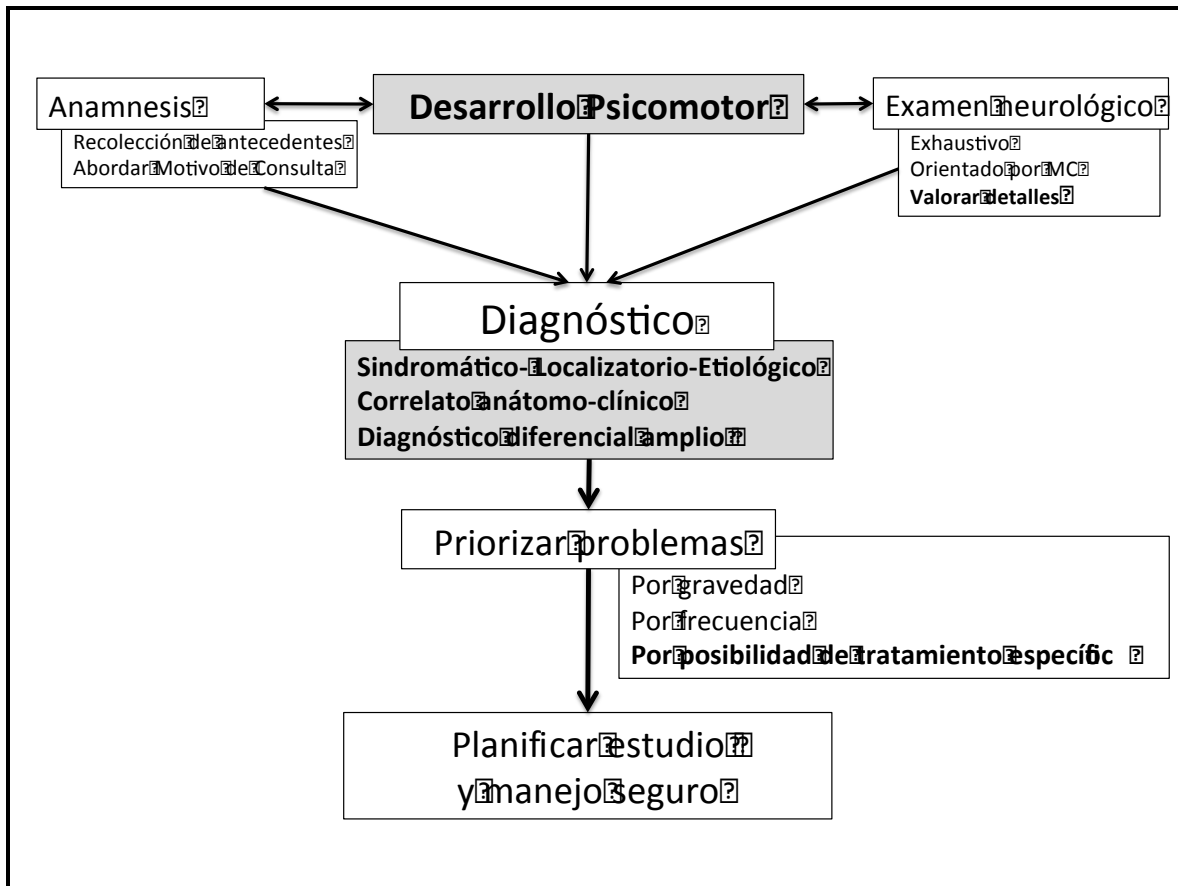 Anamnesis
Recolección de antecedentes
Abordar Motivo de Consulta
Desarrollo Psicomotor
Examen neurológico
Exhaustivo
Orientado por MC
Valorar detalles
Diagnóstico
Sindromático- Localizatorio-Etiológico
Correlato anátomo-clínico
Diagnóstico diferencial amplio
Priorizar problemas
Por gravedad
Por frecuencia
Por posibilidad de tratamiento específic
Planificar estudio
y manejo seguro